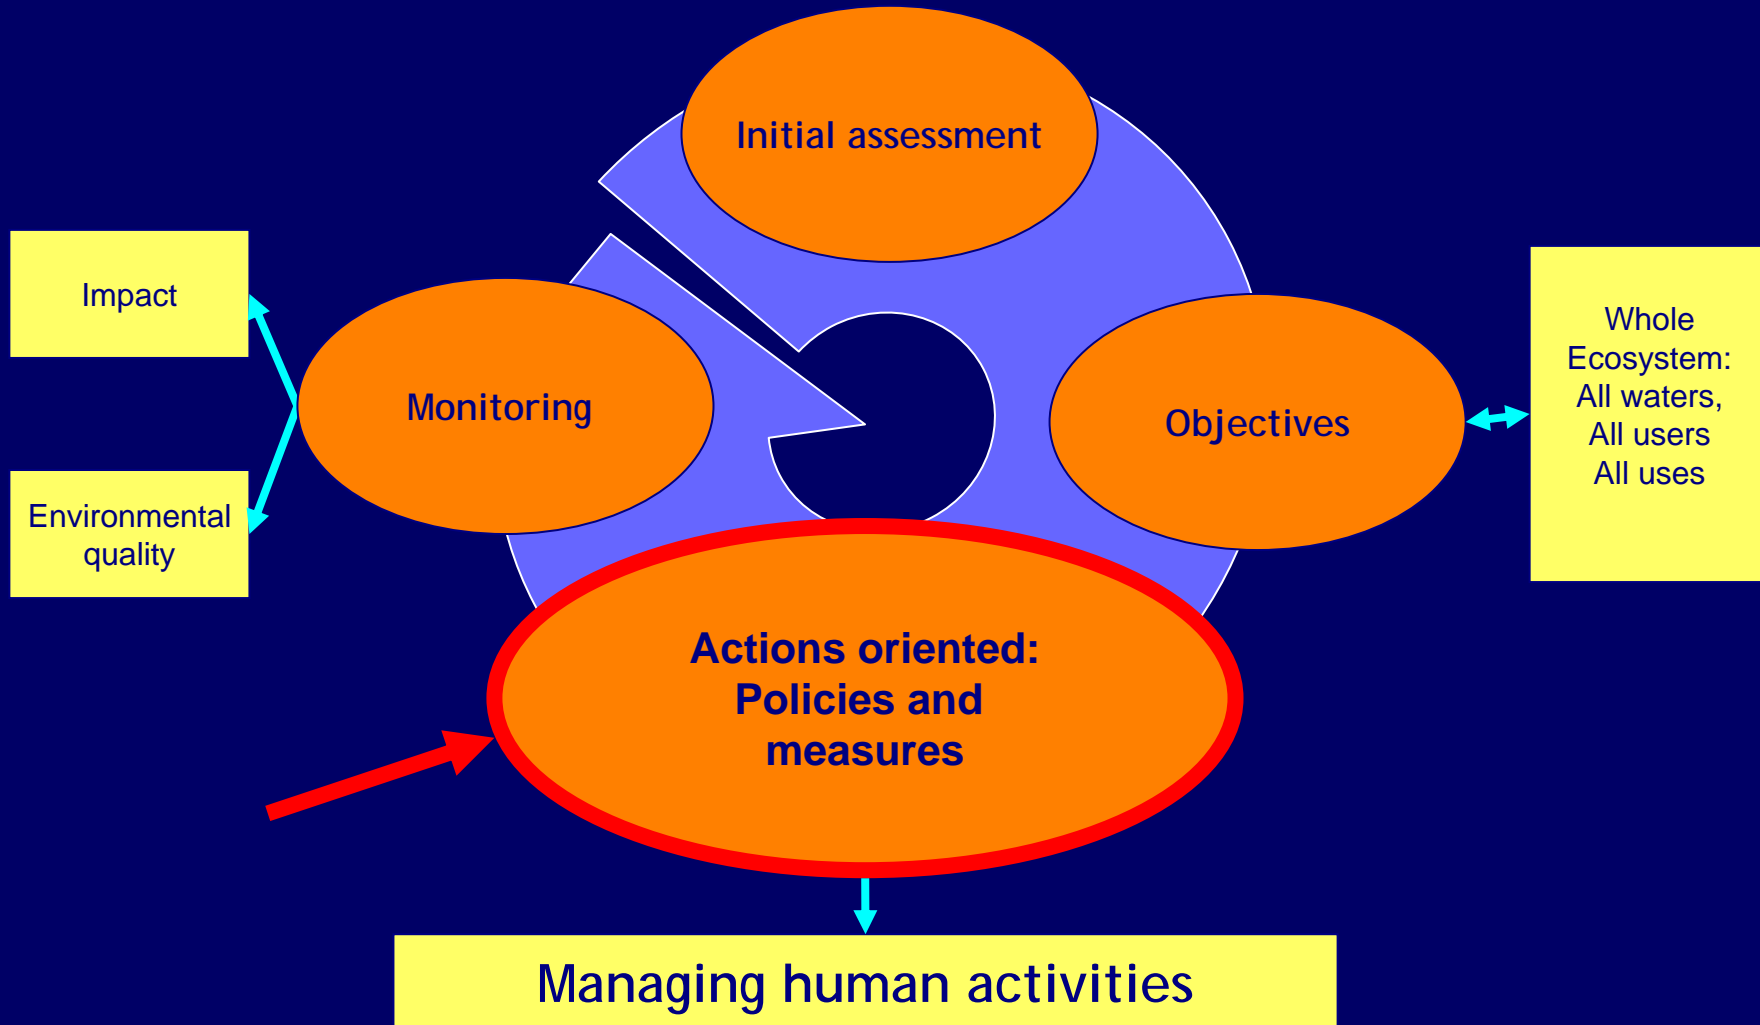 Initial assessment
Impact
Monitoring
Environmental
quality
Objectives
Whole
Ecosystem:
All waters,
All users
All uses
Actions oriented:
Policies and
measures
Managing human activities